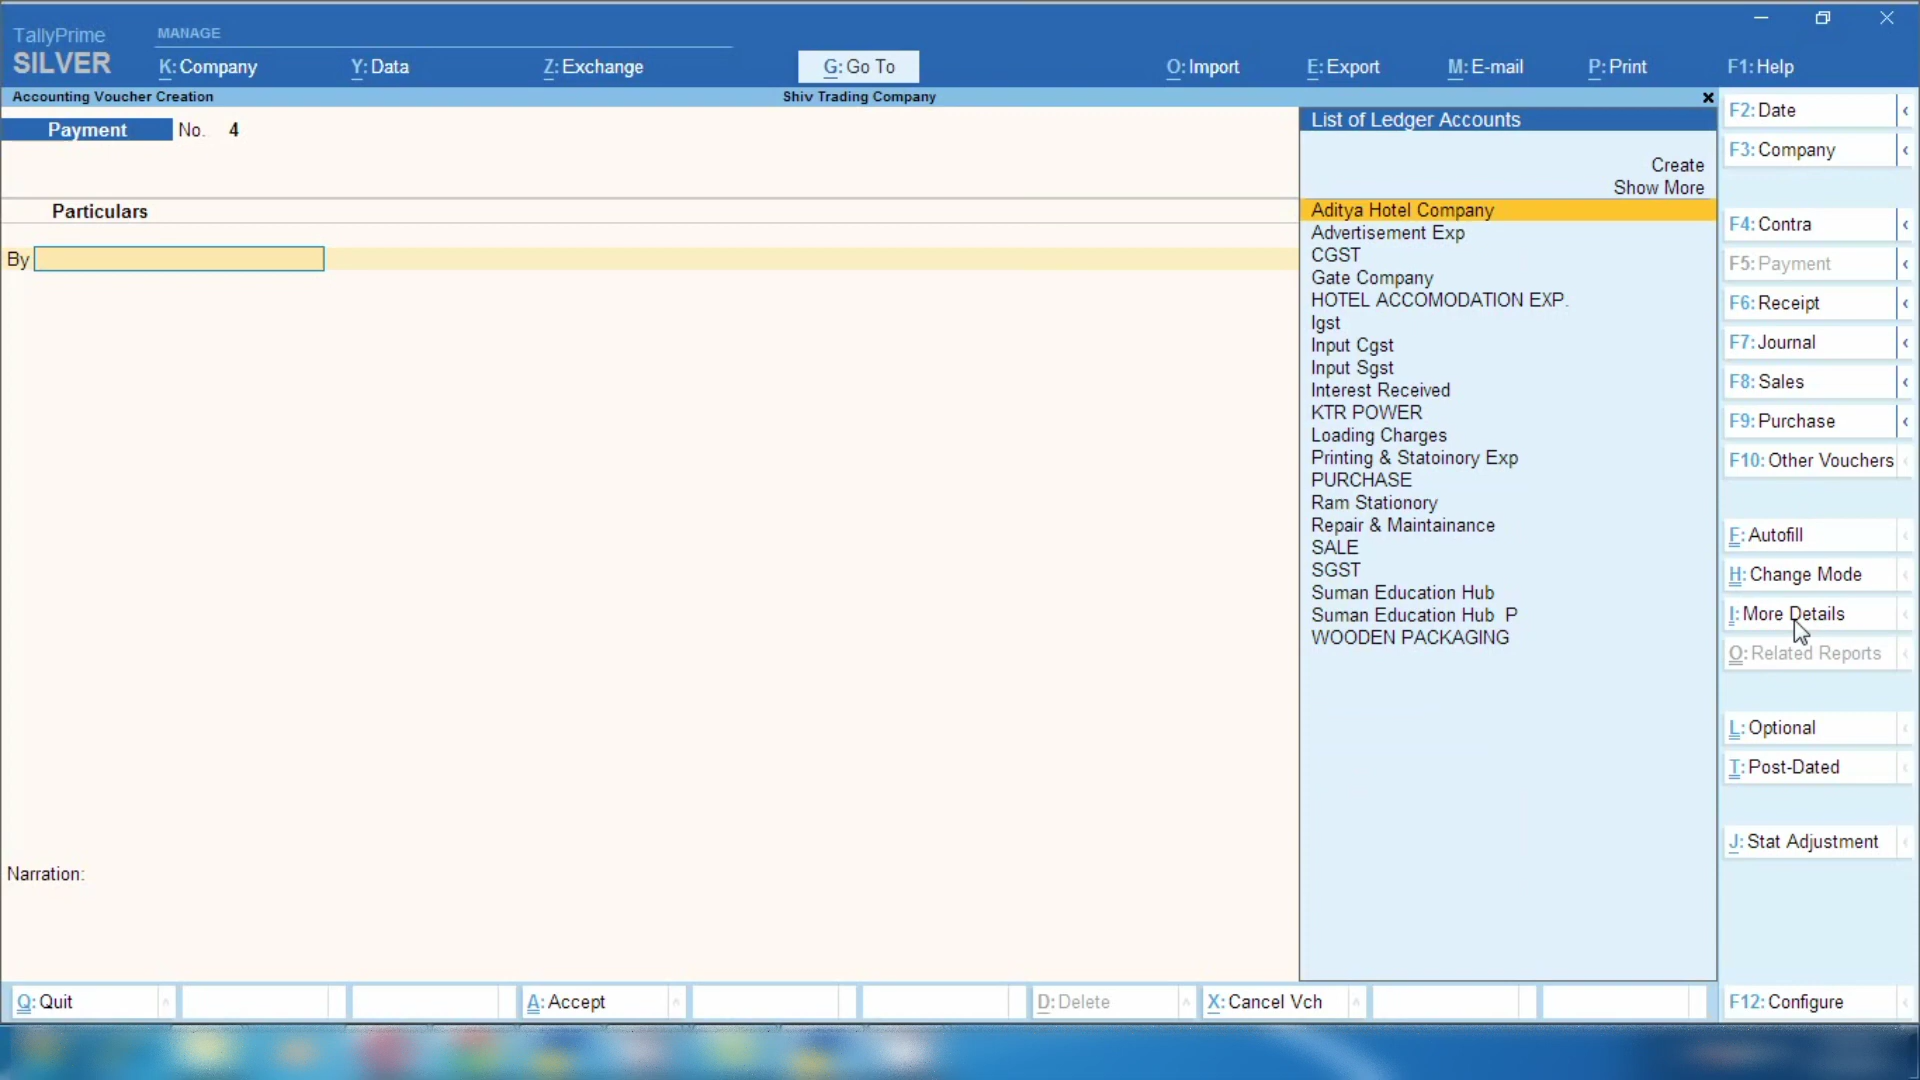 TallyPrime
SILVER
MANAGE
K: Company
Y: Data
Z: Exchange
G: Go To
O: Import
E: Export
M: E-mail
P: Print
F1: Help
Accounting Voucher Creation
Shiv Trading Company
Payment No. 4
Particulars
By
Narration:
List of Ledger Accounts
Create
Show More
Aditya Hotel Company
Advertisement Exp
CGST
Gate Company
HOTEL ACCOMODATION EXP.
Igst
Input Cgst
Input Sgst
Interest Received
KTR POWER
Loading Charges
Printing & Statoinory Exp
PURCHASE
Ram Stationory
Repair & Maintainance
SALE
SGST
Suman Education Hub
Suman Education Hub P
WOODEN PACKAGING
F2: Date
F3: Company
F4: Contra
F5: Payment
F6: Receipt
F7: Journal
F8: Sales
F9: Purchase
F10: Other Vouchers
F: Autofill
H: Change Mode
I: More Details
O: Related Reports
L: Optional
T: Post-Dated
J: Stat Adjustment
Q: Quit
A: Accept
D: Delete
X: Cancel Vch
F12: Configure